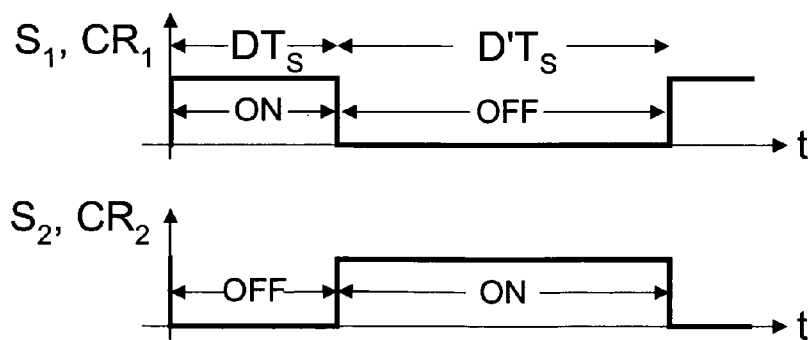 S₁, CR₁
DTₛ
D'Tₛ
ON
OFF
t
S₂, CR₂
OFF
ON
t